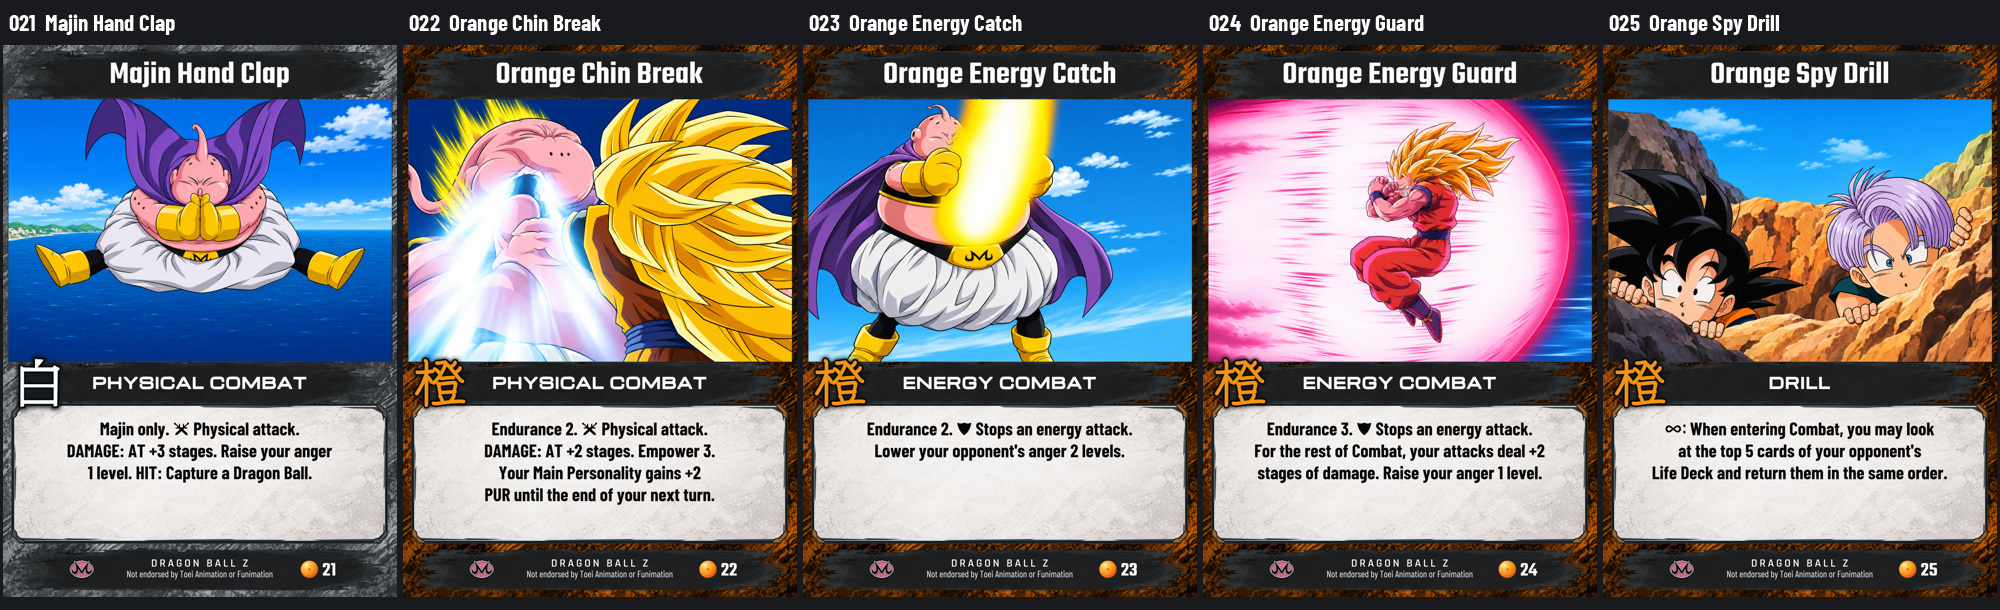 021 Majin Hand Clap
Majin Hand Clap
白
PHYSICAL COMBAT
Majin only. Physical attack.
DAMAGE: AT +3 stages. Raise your anger
1 level. HIT: Capture a Dragon Ball.
DRAGON BALL Z
Not endorsed by Toei Animation or Funimation
21
022 Orange Chin Break
Orange Chin Break
橙
PHYSICAL COMBAT
Endurance 2. Physical attack.
DAMAGE: AT +2 stages. Empower 3.
Your Main Personality gains +2
PUR until the end of your next turn.
DRAGON BALL Z
Not endorsed by Toei Animation or Funimation
22
023 Orange Energy Catch
Orange Energy Catch
橙
ENERGY COMBAT
Endurance 2. Stops an energy attack.
Lower your opponent's anger 2 levels.
DRAGON BALL Z
Not endorsed by Toei Animation or Funimation
23
024 Orange Energy Guard
Orange Energy Guard
橙
ENERGY COMBAT
Endurance 3. Stops an energy attack.
For the rest of Combat, your attacks deal +2
stages of damage. Raise your anger 1 level.
DRAGON BALL Z
Not endorsed by Toei Animation or Funimation
24
025 Orange Spy Drill
Orange Spy Drill
橙
DRILL
∞: When entering Combat, you may look
at the top 5 cards of your opponent's
Life Deck and return them in the same order.
DRAGON BALL Z
Not endorsed by Toei Animation or Funimation
25